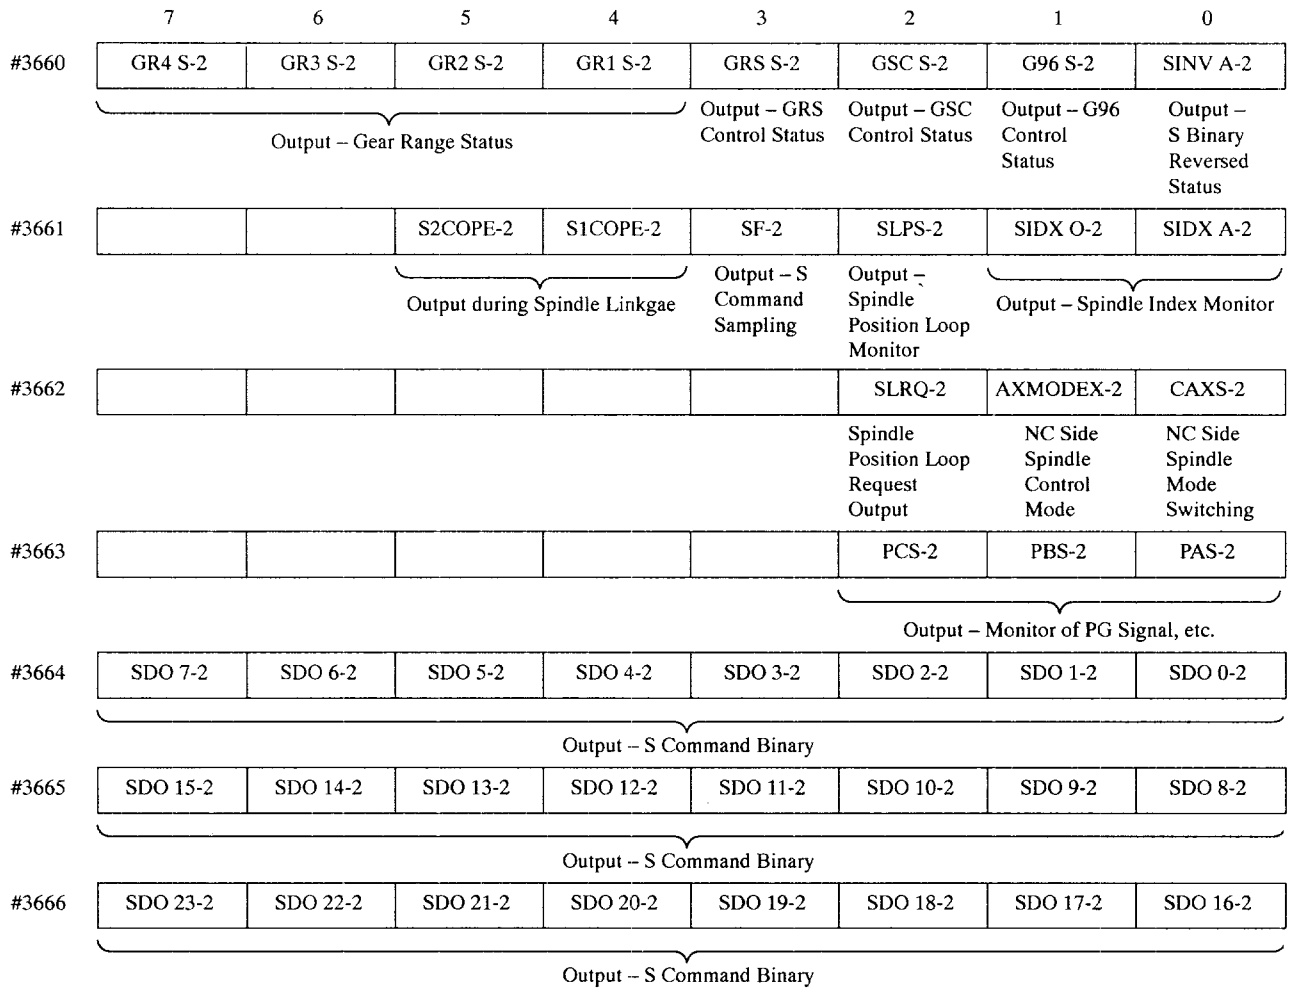 7 6 5 4 3 2 1 0
#3660 GR4 S-2 GR3 S-2 GR2 S-2 GR1 S-2 GRS S-2 GSC S-2 G96 S-2 SINV A-2
Output – Gear Range Status
Output – GRS
Control Status
Output – GSC
Control Status
Output – G96
Control
Status
Output –
S Binary
Reversed
Status
#3661 S2COPE-2 S1COPE-2 SF-2 SLPS-2 SIDX O-2 SIDX A-2
Output during Spindle Linkgae
Output – S
Command
Sampling
Output –
Spindle
Position Loop
Monitor
Output – Spindle Index Monitor
#3662 SLRQ-2 AXMODEX-2 CAXS-2
Spindle
Position Loop
Request
Output
NC Side
Spindle
Control
Mode
NC Side
Spindle
Mode
Switching
#3663 PCS-2 PBS-2 PAS-2
Output – Monitor of PG Signal, etc.
#3664 SDO 7-2 SDO 6-2 SDO 5-2 SDO 4-2 SDO 3-2 SDO 2-2 SDO 1-2 SDO 0-2
Output – S Command Binary
#3665 SDO 15-2 SDO 14-2 SDO 13-2 SDO 12-2 SDO 11-2 SDO 10-2 SDO 9-2 SDO 8-2
Output – S Command Binary
#3666 SDO 23-2 SDO 22-2 SDO 21-2 SDO 20-2 SDO 19-2 SDO 18-2 SDO 17-2 SDO 16-2
Output – S Command Binary